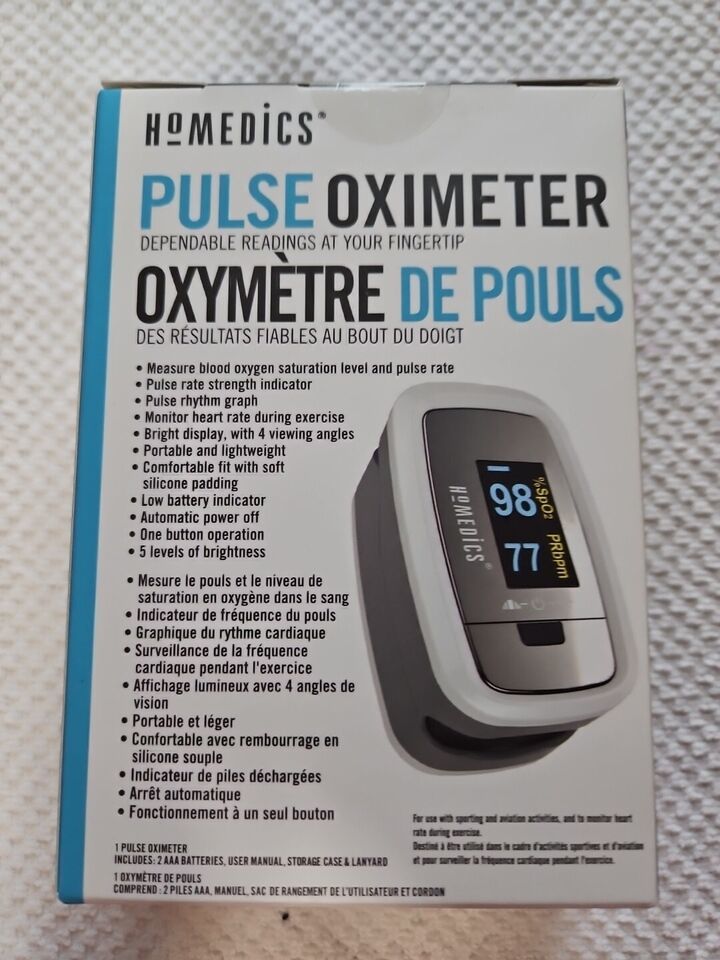 HoMEDiCS®
PULSE OXIMETER
DEPENDABLE READINGS AT YOUR FINGERTIP
OXYMÈTRE DE POULS
DES RÉSULTATS FIABLES AU BOUT DU DOIGT
• Measure blood oxygen saturation level and pulse rate
• Pulse rate strength indicator
• Pulse rhythm graph
• Monitor heart rate during exercise
• Bright display, with 4 viewing angles
• Portable and lightweight
• Comfortable fit with soft
silicone padding
• Low battery indicator
• Automatic power off
• One button operation
• 5 levels of brightness
• Mesure le pouls et le niveau de
saturation en oxygène dans le sang
• Indicateur de fréquence du pouls
• Graphique du rythme cardiaque
• Surveillance de la fréquence
cardiaque pendant l'exercice
• Affichage lumineux avec 4 angles de
vision
• Portable et léger
• Confortable avec rembourrage en
silicone souple
• Indicateur de piles déchargées
• Arrêt automatique
• Fonctionnement à un seul bouton
HoMEDiCS®
98 %SpO2
77 PRbpm
For use with sporting and aviation activities, and to monitor heart
rate during exercise.
Destiné à être utilisé dans le cadre d'activités sportives et d'aviation
et pour surveiller la fréquence cardiaque pendant l'exercice.
1 PULSE OXIMETER
INCLUDES: 2 AAA BATTERIES, USER MANUAL, STORAGE CASE & LANYARD
1 OXYMÈTRE DE POULS
COMPREND : 2 PILES AAA, MANUEL, SAC DE RANGEMENT DE L'UTILISATEUR ET CORDON